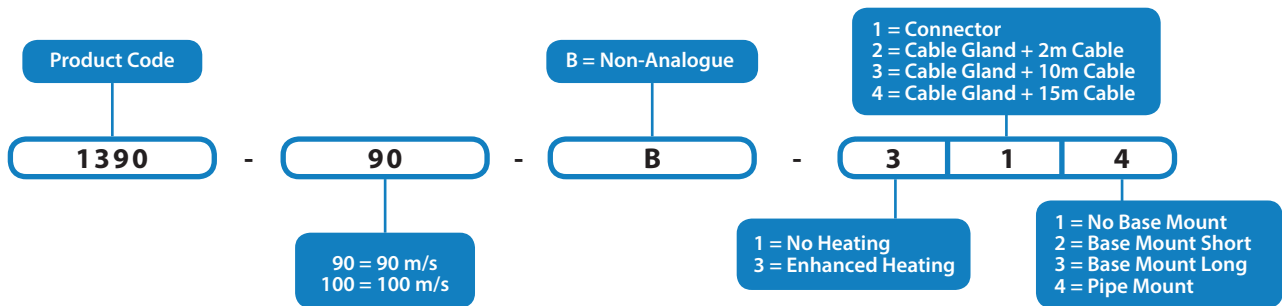 1 = Connector
2 = Cable Gland + 2m Cable
3 = Cable Gland + 10m Cable
4 = Cable Gland + 15m Cable
Product Code
B = Non-Analogue
1390 - 90 - B - 3 1 4
90 = 90 m/s
100 = 100 m/s
1 = No Heating
3 = Enhanced Heating
1 = No Base Mount
2 = Base Mount Short
3 = Base Mount Long
4 = Pipe Mount